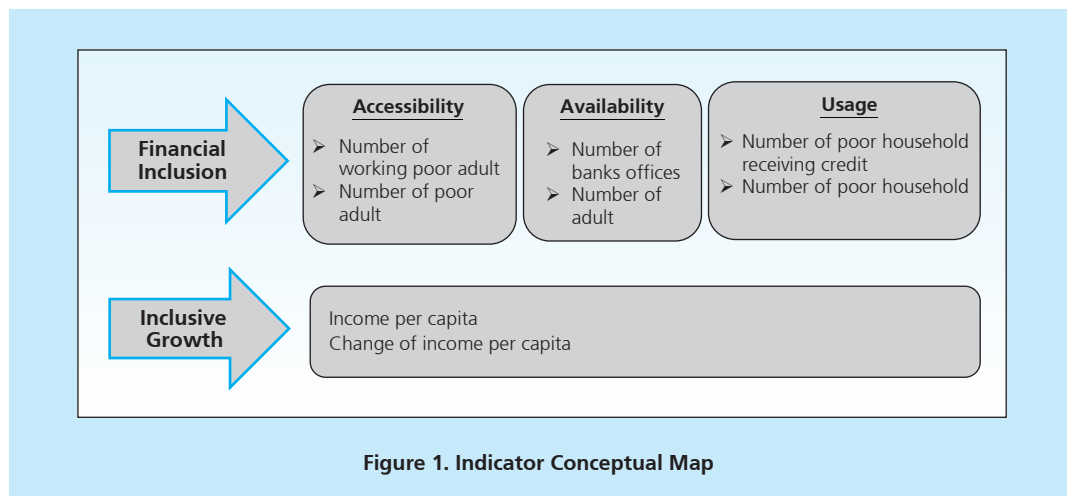 Financial
Inclusion
Accessibility
➢ Number of
working poor adult
➢ Number of poor
adult
Availability
➢ Number of
banks offices
➢ Number of
adult
Usage
➢ Number of poor household
receiving credit
➢ Number of poor household
Inclusive
Growth
Income per capita
Change of income per capita
Figure 1. Indicator Conceptual Map